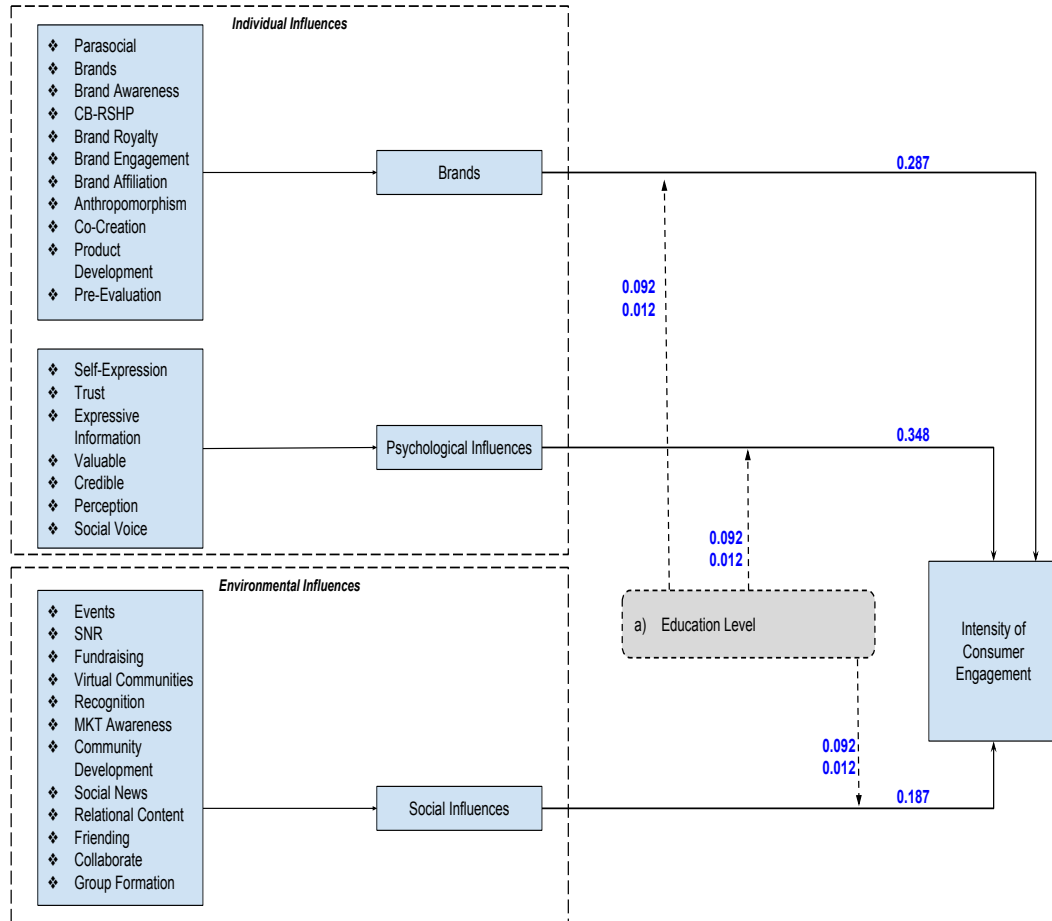 Individual Influences
❖ Parasocial
❖ Brands
❖ Brand Awareness
❖ CB-RSHP
❖ Brand Royalty
❖ Brand Engagement
❖ Brand Affiliation
❖ Anthropomorphism
❖ Co-Creation
❖ Product
Development
❖ Pre-Evaluation
Brands
0.287
0.092
0.012
❖ Self-Expression
❖ Trust
❖ Expressive
Information
❖ Valuable
❖ Credible
❖ Perception
❖ Social Voice
Psychological Influences
0.348
0.092
0.012
a) Education Level
Intensity of
Consumer
Engagement
Environmental Influences
❖ Events
❖ SNR
❖ Fundraising
❖ Virtual Communities
❖ Recognition
❖ MKT Awareness
❖ Community
Development
❖ Social News
❖ Relational Content
❖ Friending
❖ Collaborate
❖ Group Formation
Social Influences
0.092
0.012
0.187